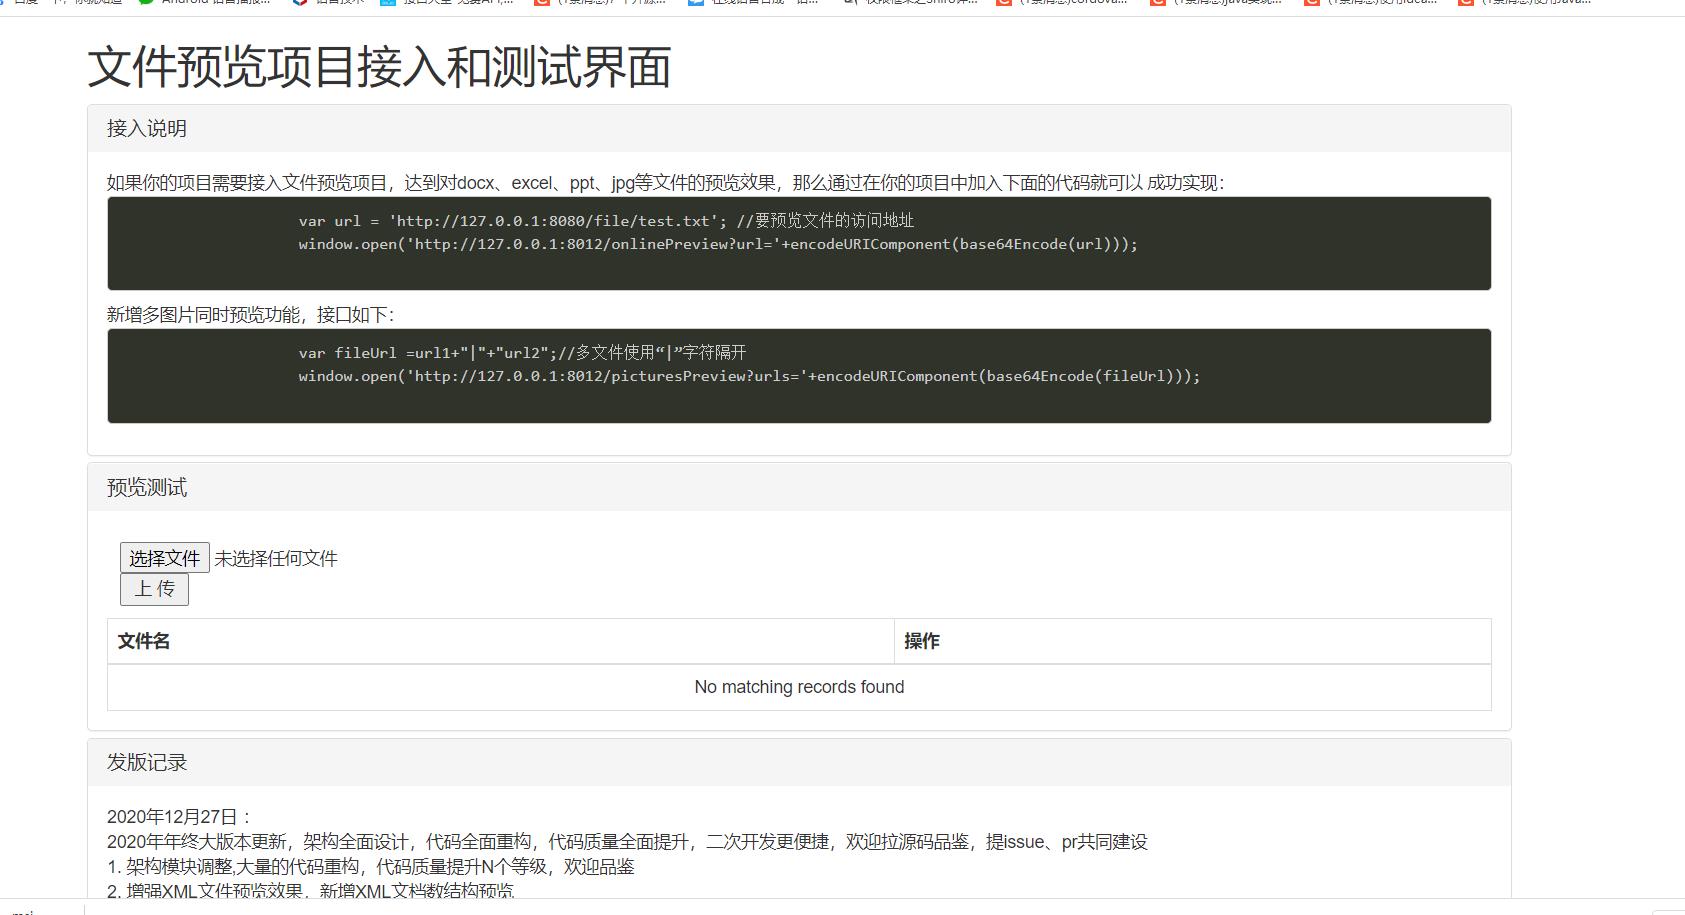 文件预览项目接入和测试界面
接入说明
如果你的项目需要接入文件预览项目，达到对docx、excel、ppt、jpg等文件的预览效果，那么通过在你的项目中加入下面的代码就可以 成功实现：
var url = 'http://127.0.0.1:8080/file/test.txt'; //要预览文件的访问地址
window.open('http://127.0.0.1:8012/onlinePreview?url='+encodeURIComponent(base64Encode(url)));
新增多图片同时预览功能，接口如下：
var fileUrl =url1+"|"+"url2";//多文件使用“|”字符隔开
window.open('http://127.0.0.1:8012/picturesPreview?urls='+encodeURIComponent(base64Encode(fileUrl)));
预览测试
选择文件 未选择任何文件
上 传
文件名 操作
No matching records found
发版记录
2020年12月27日：
2020年年终大版本更新，架构全面设计，代码全面重构，代码质量全面提升，二次开发更便捷，欢迎拉源码品鉴，提issue、pr共同建设
1. 架构模块调整,大量的代码重构，代码质量提升N个等级，欢迎品鉴
2. 增强XML文件预览效果，新增XML文档数结构预览